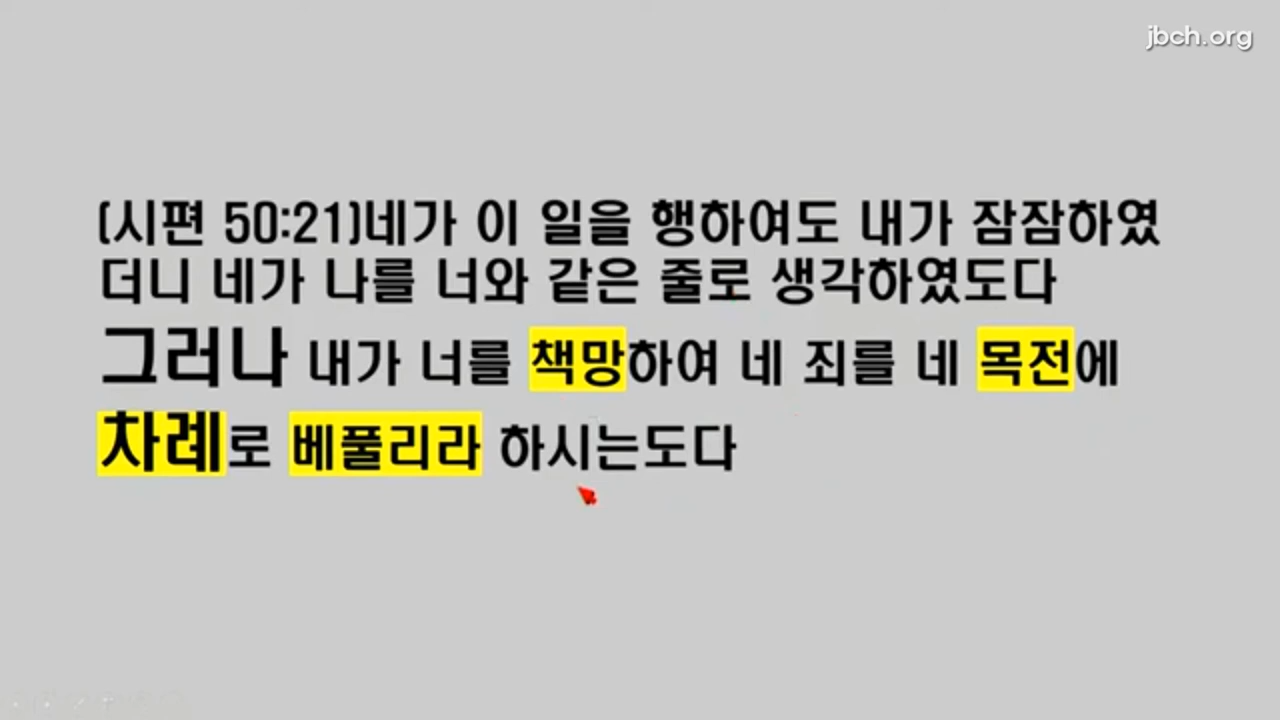 jbch.org
(시편 50:21)네가 이 일을 행하여도 내가 잠잠하였
더니 네가 나를 너와 같은 줄로 생각하였도다
그러나 내가 너를 책망하여 네 죄를 네 목전에
차례로 베풀리라 하시는도다